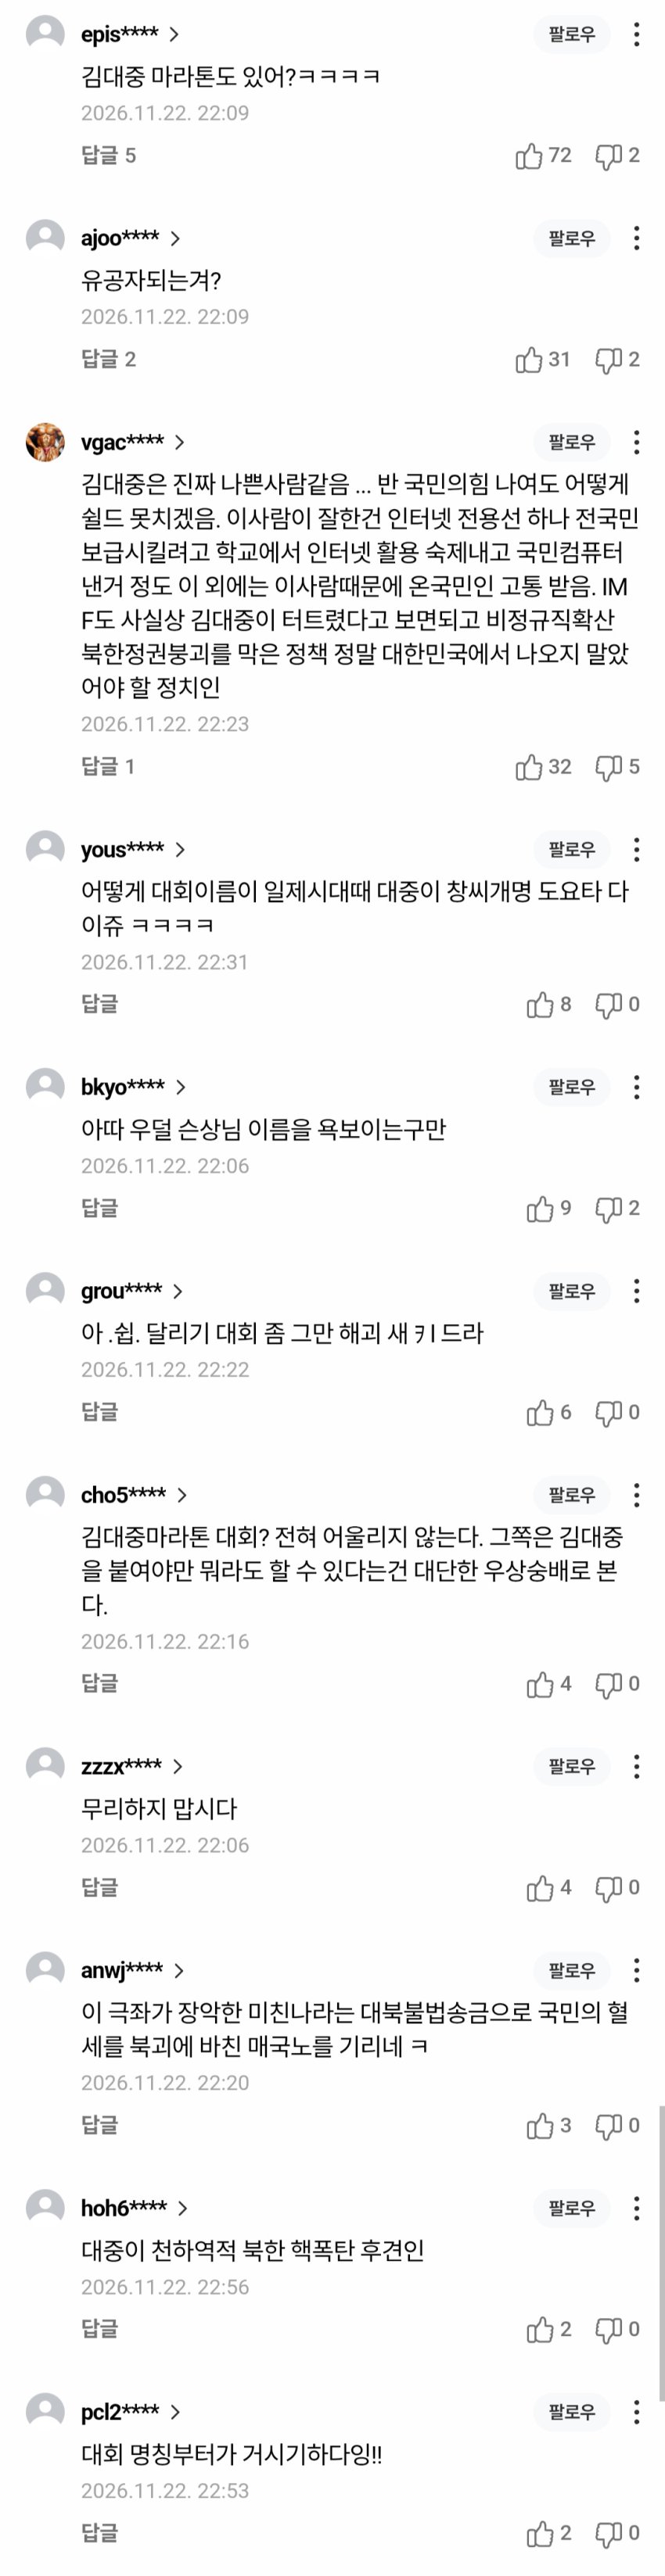 epis**** >
팔로우
김대중 마라톤도 있어?ㅋㅋㅋㅋ
2026.11.22. 22:09
답글 5
72
2
ajoo**** >
팔로우
유공자되는겨?
2026.11.22. 22:09
답글 2
31
2
vgac**** >
팔로우
김대중은 진짜 나쁜사람같음 ... 반 국민의힘 나여도 어떻게
쉴드 못치겠음. 이사람이 잘한건 인터넷 전용선 하나 전국민
보급시킬려고 학교에서 인터넷 활용 숙제내고 국민컴퓨터
낸거 정도 이 외에는 이사람때문에 온국민인 고통 받음. IM
F도 사실상 김대중이 터트렸다고 보면되고 비정규직확산
북한정권붕괴를 막은 정책 정말 대한민국에서 나오지 말았
어야 할 정치인
2026.11.22. 22:23
답글 1
32
5
yous**** >
팔로우
어떻게 대회이름이 일제시대때 대중이 창씨개명 도요타 다
이쥬 ㅋㅋㅋㅋ
2026.11.22. 22:31
답글
8
0
bkyo**** >
팔로우
아따 우덜 슨상님 이름을 욕보이는구만
2026.11.22. 22:06
답글
9
2
grou**** >
팔로우
아 .쉽. 달리기 대회 좀 그만 해괴 새 키 l 드라
2026.11.22. 22:22
답글
6
0
cho5**** >
팔로우
김대중마라톤 대회? 전혀 어울리지 않는다. 그쪽은 김대중
을 붙여야만 뭐라도 할 수 있다는건 대단한 우상숭배로 본
다.
2026.11.22. 22:16
답글
4
0
zzzx**** >
팔로우
무리하지 맙시다
2026.11.22. 22:06
답글
4
0
anwj**** >
팔로우
이 극좌가 장악한 미친나라는 대북불법송금으로 국민의 혈
세를 북괴에 바친 매국노를 기리네 ㅋ
2026.11.22. 22:20
답글
3
0
hoh6**** >
팔로우
대중이 천하역적 북한 핵폭탄 후견인
2026.11.22. 22:56
답글
2
0
pcl2**** >
팔로우
대회 명칭부터가 거시기하다잉!!
2026.11.22. 22:53
답글
2
0